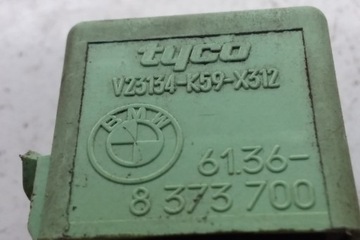 tyco
V23134-K59-X312
BMW
61.36-
8 373 700